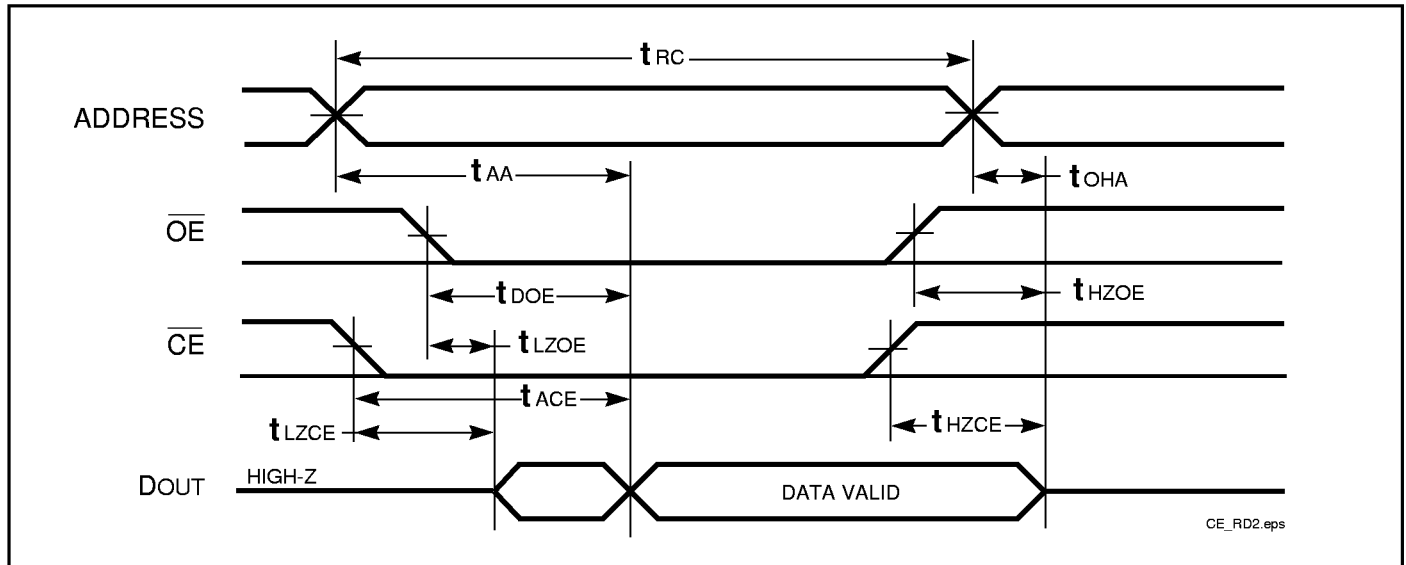 tRC
ADDRESS
tAA
tOHA
OE
tDOE
tHZOE
CE
tLZOE
tACE
tLZCE
tHZCE
DOUT
HIGH-Z
DATA VALID
CE_RD2.eps